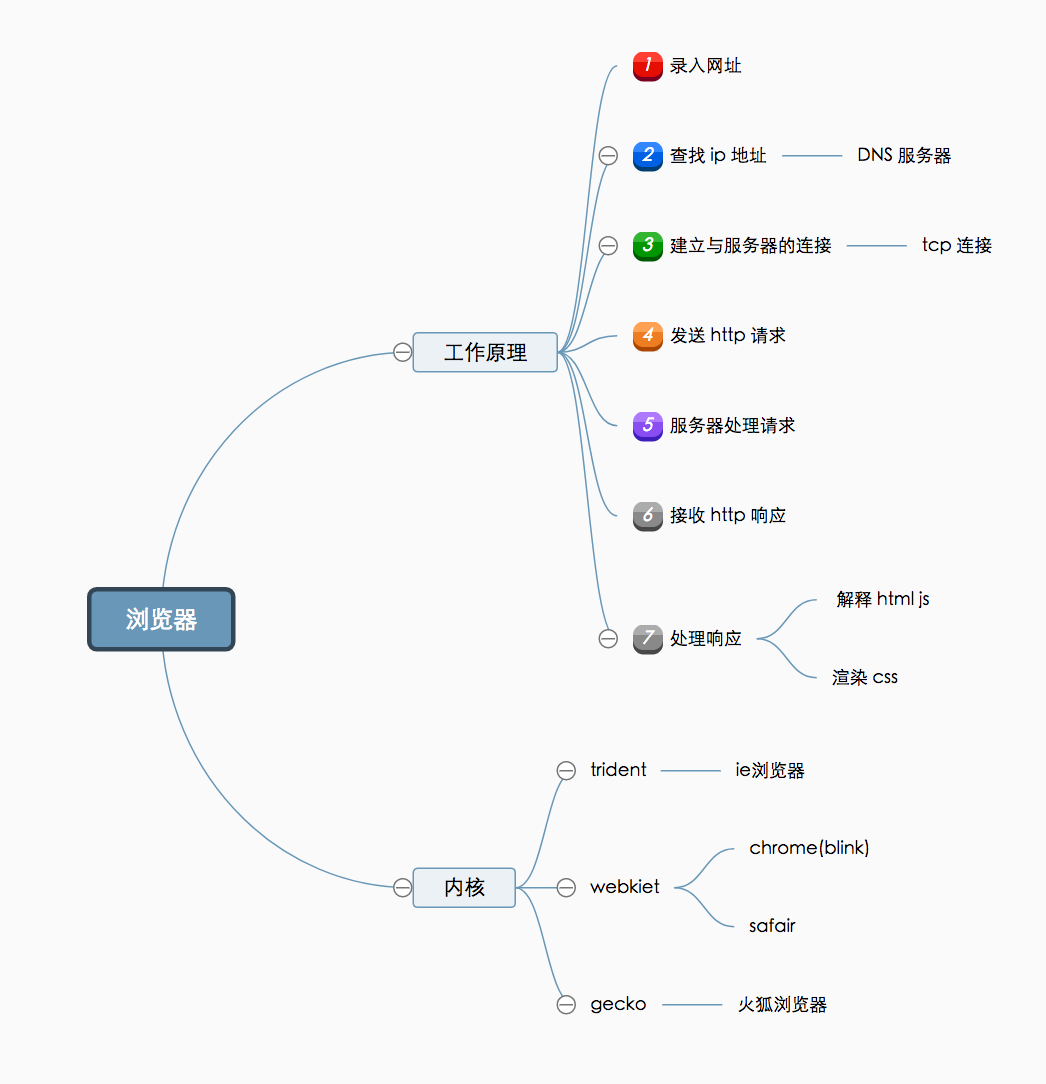 1 录入网址
2 查找 ip 地址
DNS 服务器
3 建立与服务器的连接
tcp 连接
4 发送 http 请求
工作原理
5 服务器处理请求
6 接收 http 响应
7 处理响应
解释 html js
渲染 css
浏览器
trident
ie浏览器
内核
webkiet
chrome(blink)
safair
gecko
火狐浏览器